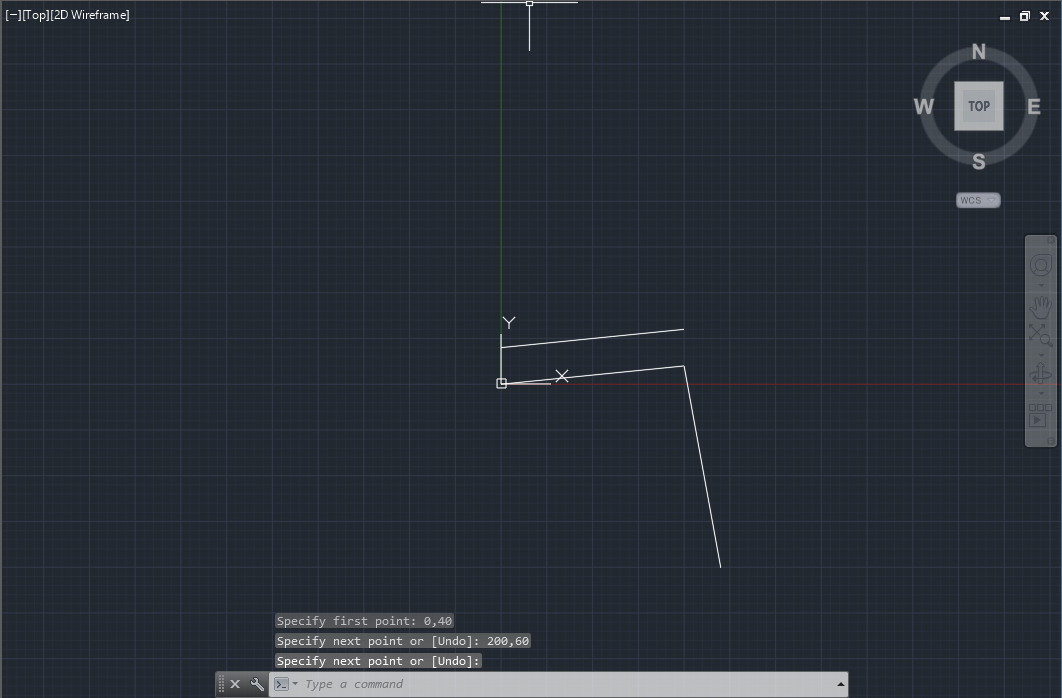 [−][Top][2D Wireframe]
N
W
TOP
E
S
WCS
Y
X
Specify first point: 0,40
Specify next point or [Undo]: 200,60
Specify next point or [Undo]:
Type a command